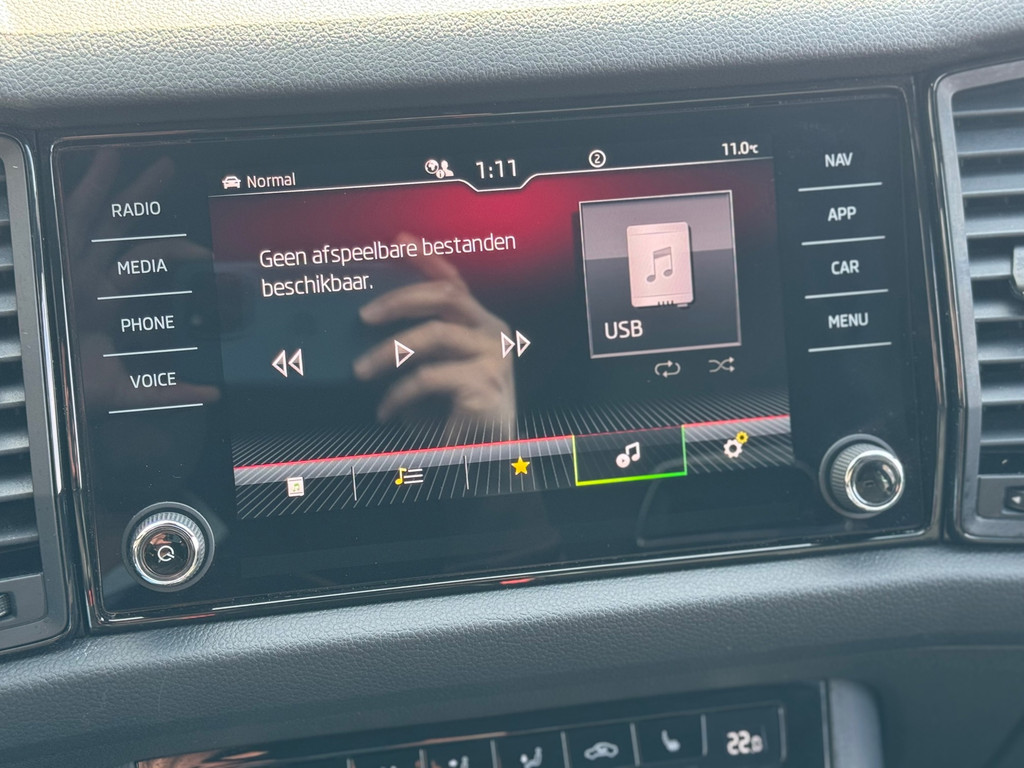 Normal
1:11
2
11.0°C
RADIO
MEDIA
PHONE
VOICE
Geen afspeelbare bestanden
beschikbaar.
USB
NAV
APP
CAR
MENU
22.0